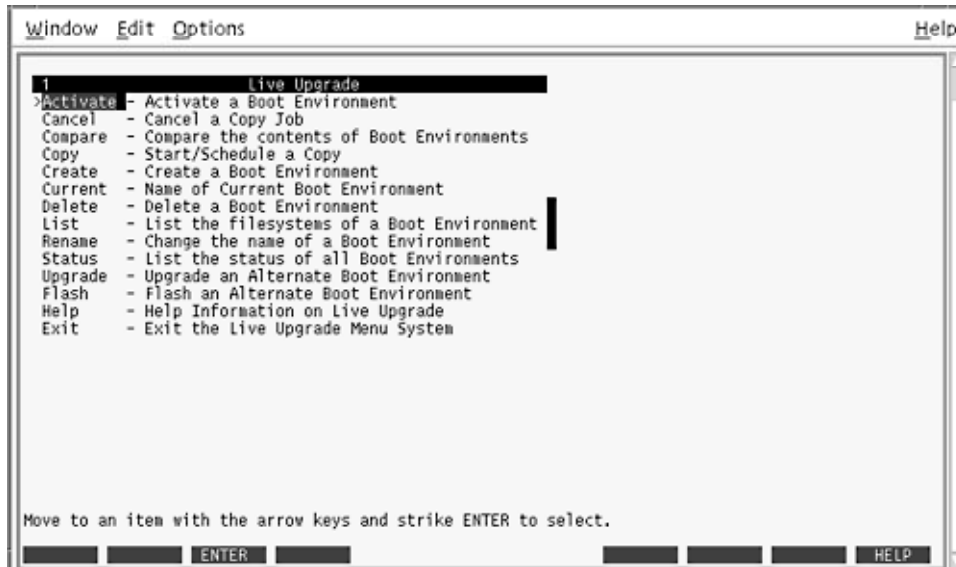 Window Edit Options Help
1 Live Upgrade
>Activate - Activate a Boot Environment
Cancel - Cancel a Copy Job
Compare - Compare the contents of Boot Environments
Copy - Start/Schedule a Copy
Create - Create a Boot Environment
Current - Name of Current Boot Environment
Delete - Delete a Boot Environment
List - List the filesystems of a Boot Environment
Rename - Change the name of a Boot Environment
Status - List the status of all Boot Environments
Upgrade - Upgrade an Alternate Boot Environment
Flash - Flash an Alternate Boot Environment
Help - Help Information on Live Upgrade
Exit - Exit the Live Upgrade Menu System
Move to an item with the arrow keys and strike ENTER to select.
ENTER HELP